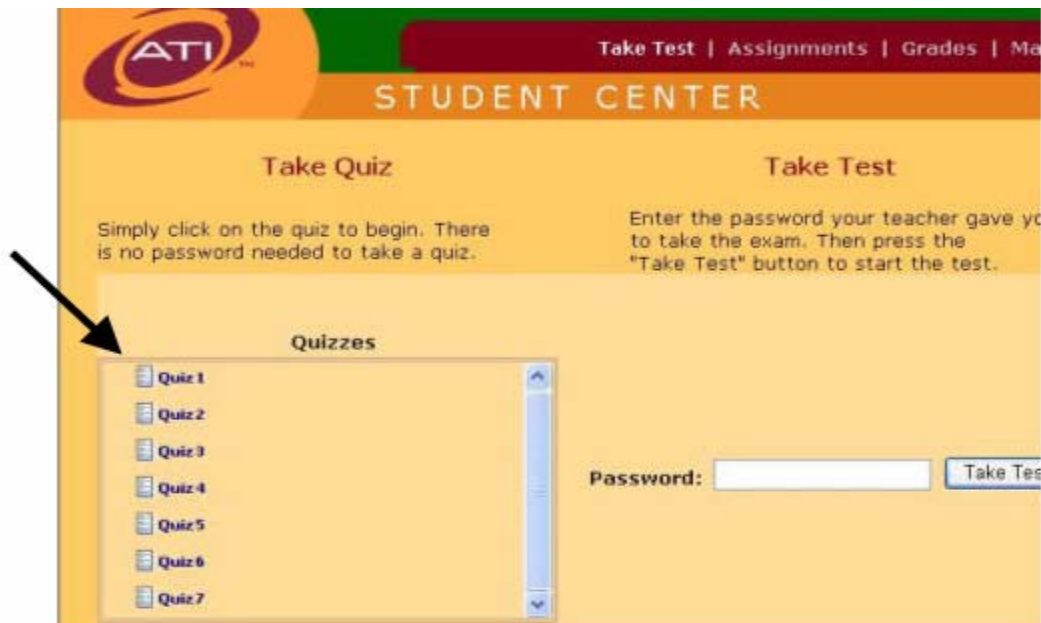 ATI
Take Test | Assignments | Grades | Ma
STUDENT CENTER
Take Quiz
Simply click on the quiz to begin. There
is no password needed to take a quiz.
Take Test
Enter the password your teacher gave yo
to take the exam. Then press the
"Take Test" button to start the test.
Quizzes
Quiz 1
Quiz 2
Quiz 3
Quiz 4
Quiz 5
Quiz 6
Quiz 7
Password:
Take Tes